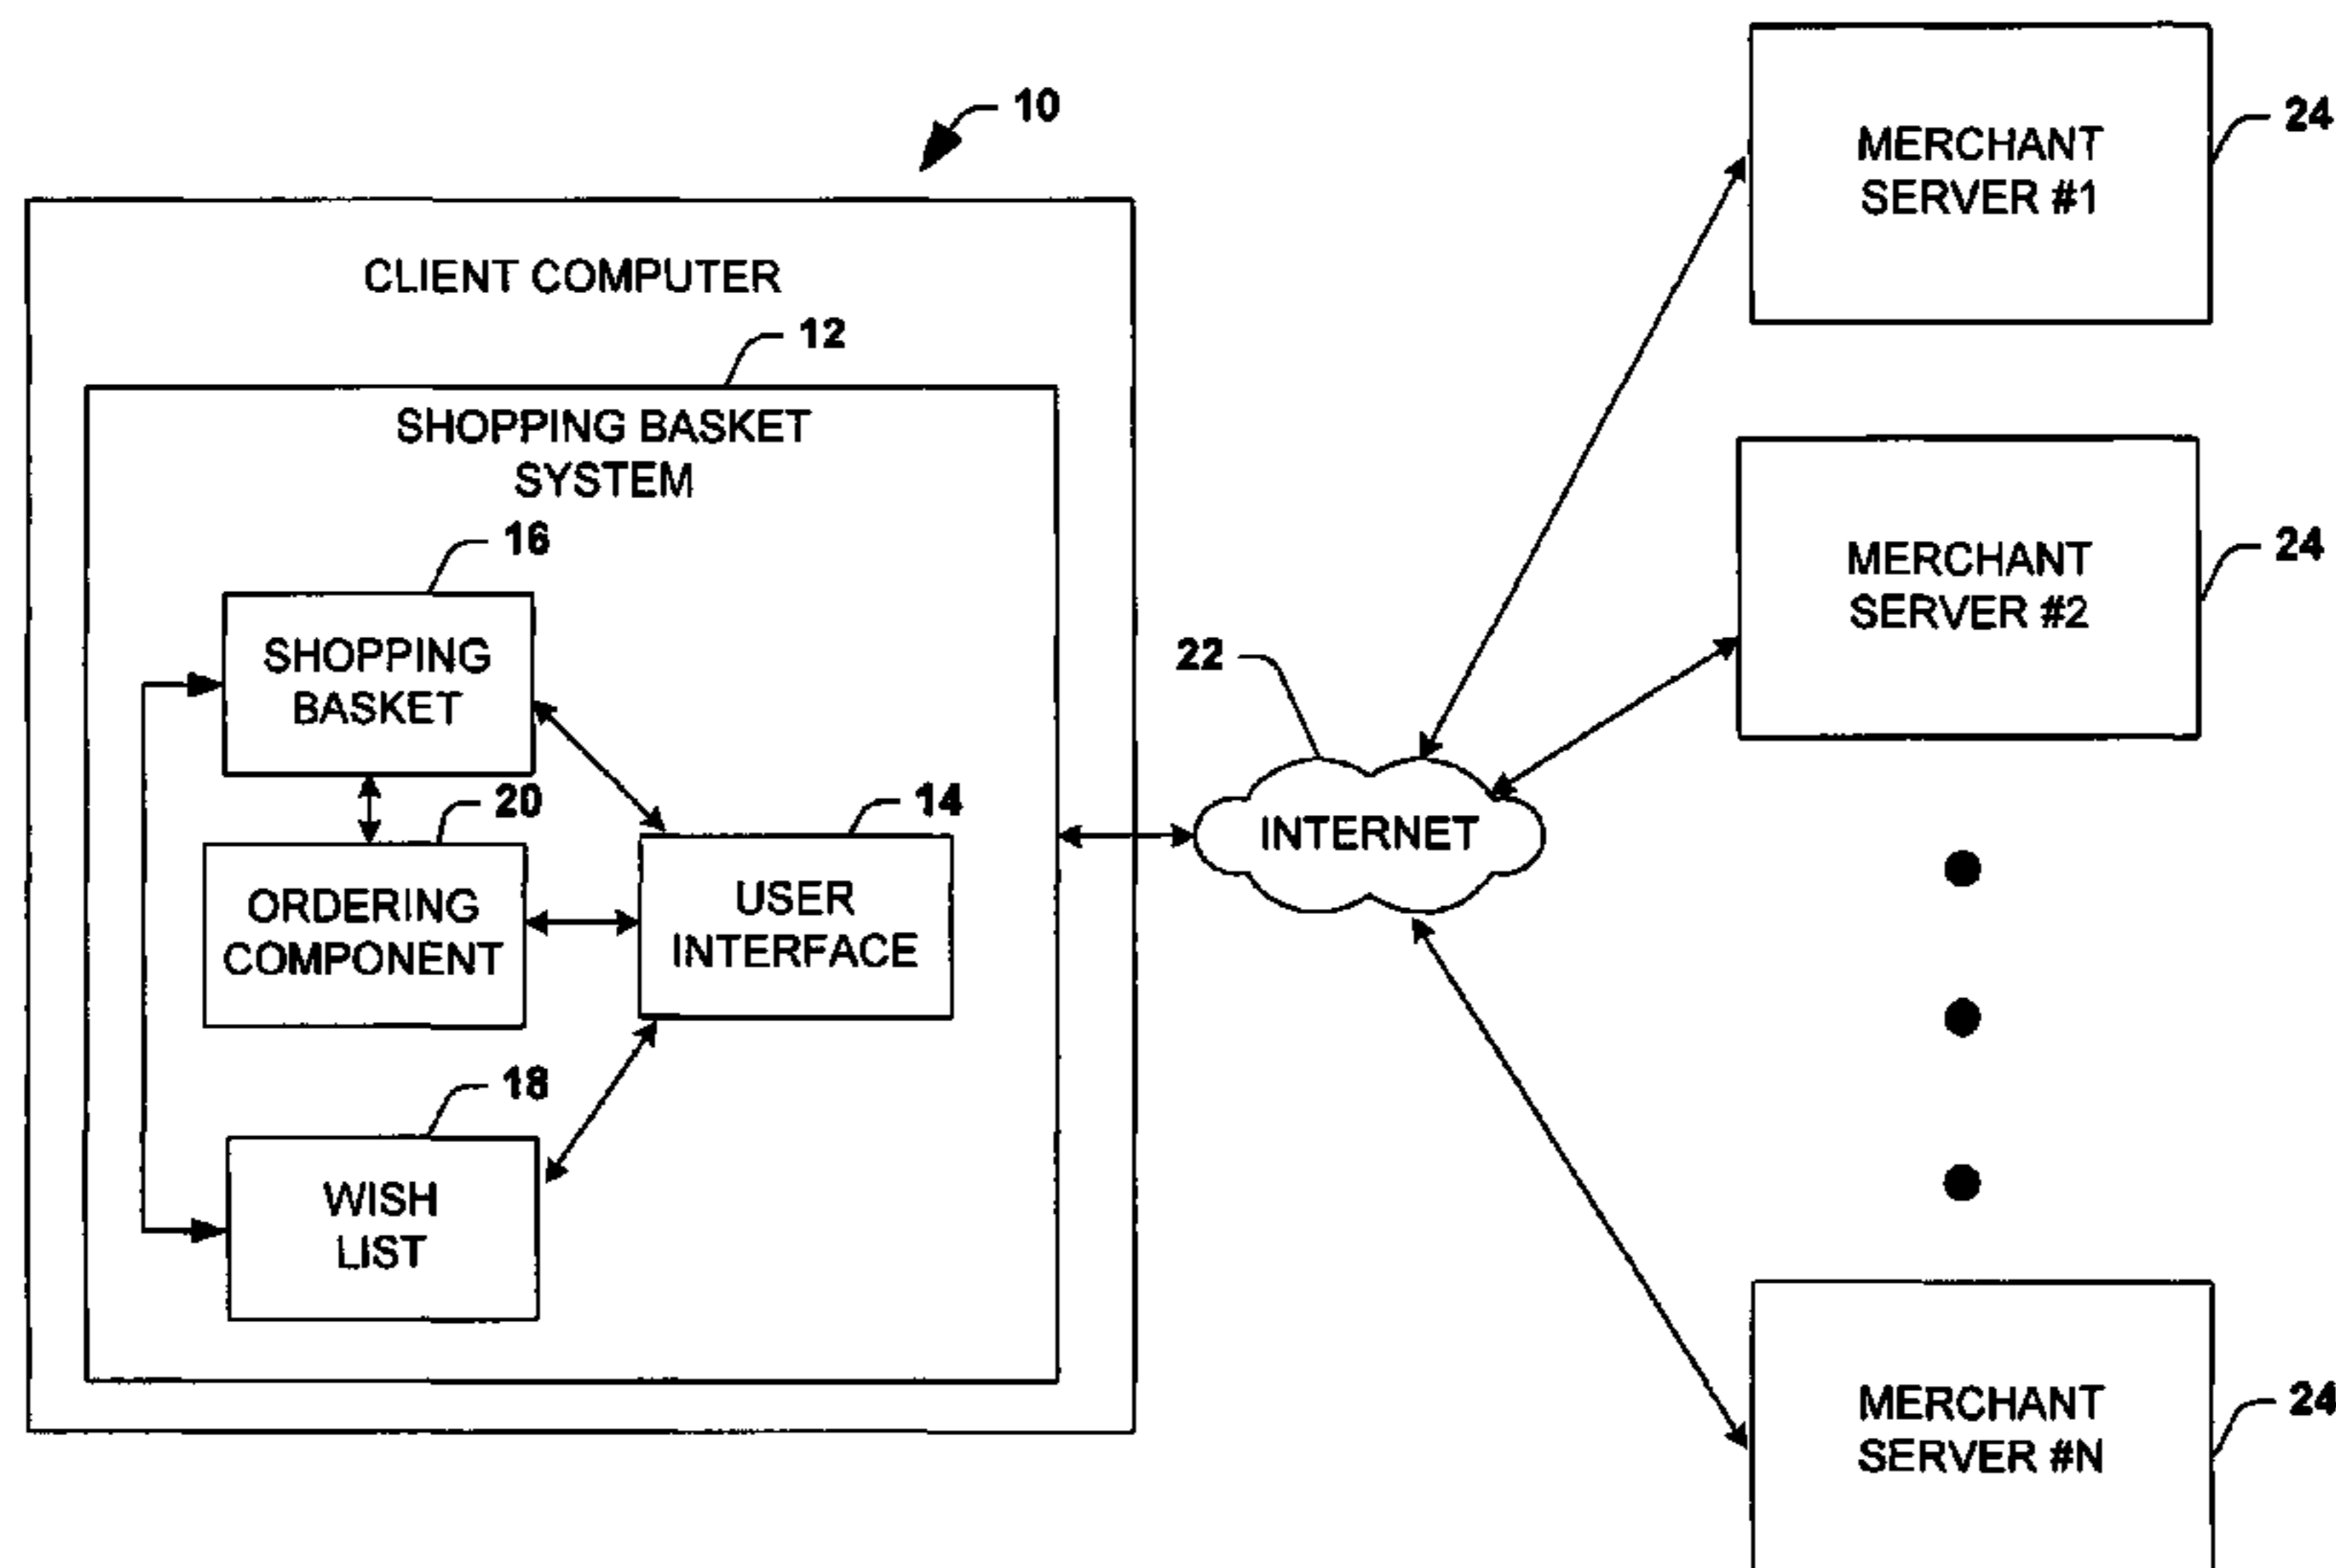 10
CLIENT COMPUTER
12
SHOPPING BASKET
SYSTEM
16
SHOPPING
BASKET
20
ORDERING
COMPONENT
14
USER
INTERFACE
18
WISH
LIST
22
INTERNET
MERCHANT
SERVER #1
24
MERCHANT
SERVER #2
24
MERCHANT
SERVER #N
24